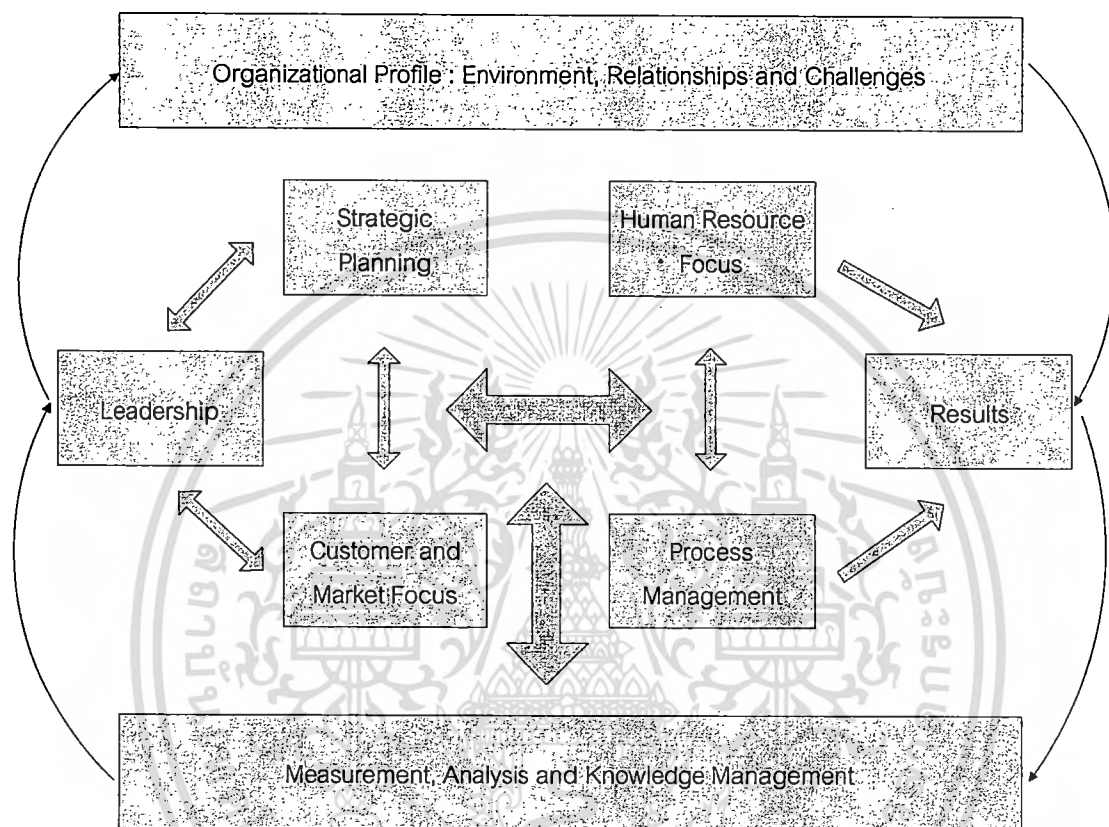 Organizational Profile : Environment, Relationships and Challenges
Strategic
Planning
Human Resource
Focus
Leadership
Results
Customer and
Market Focus
Process
Management
Measurement, Analysis and Knowledge Management